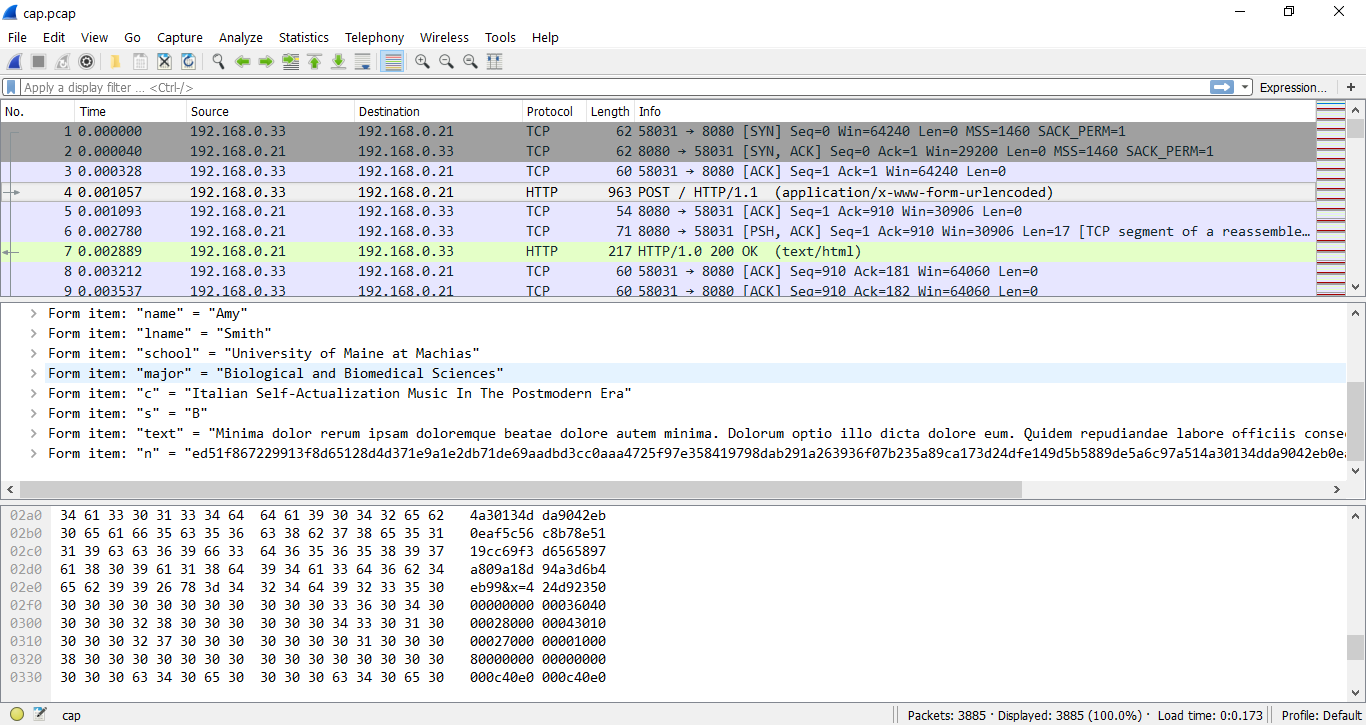 cap.pcap
File Edit View Go Capture Analyze Statistics Telephony Wireless Tools Help
Apply a display filter ... <Ctrl-/> Expression... +
No. Time Source Destination Protocol Length Info
1 0.000000 192.168.0.33 192.168.0.21 TCP 62 58031 → 8080 [SYN] Seq=0 Win=64240 Len=0 MSS=1460 SACK_PERM=1
2 0.000040 192.168.0.21 192.168.0.33 TCP 62 8080 → 58031 [SYN, ACK] Seq=0 Ack=1 Win=29200 Len=0 MSS=1460 SACK_PERM=1
3 0.000328 192.168.0.33 192.168.0.21 TCP 60 58031 → 8080 [ACK] Seq=1 Ack=1 Win=64240 Len=0
4 0.001057 192.168.0.33 192.168.0.21 HTTP 963 POST / HTTP/1.1 (application/x-www-form-urlencoded)
5 0.001093 192.168.0.21 192.168.0.33 TCP 54 8080 → 58031 [ACK] Seq=1 Ack=910 Win=30906 Len=0
6 0.002780 192.168.0.21 192.168.0.33 TCP 71 8080 → 58031 [PSH, ACK] Seq=1 Ack=910 Win=30906 Len=17 [TCP segment of a reassemble…
7 0.002889 192.168.0.21 192.168.0.33 HTTP 217 HTTP/1.0 200 OK (text/html)
8 0.003212 192.168.0.33 192.168.0.21 TCP 60 58031 → 8080 [ACK] Seq=910 Ack=181 Win=64060 Len=0
9 0.003537 192.168.0.33 192.168.0.21 TCP 60 58031 → 8080 [ACK] Seq=910 Ack=182 Win=64060 Len=0
Form item: "name" = "Amy"
Form item: "lname" = "Smith"
Form item: "school" = "University of Maine at Machias"
Form item: "major" = "Biological and Biomedical Sciences"
Form item: "c" = "Italian Self-Actualization Music In The Postmodern Era"
Form item: "s" = "B"
Form item: "text" = "Minima dolor rerum ipsam doloremque beatae dolore autem minima. Dolorum optio illo dicta dolore eum. Quidem repudiandae labore officiis conse
Form item: "n" = "ed51f867229913f8d65128d4d371e9a1e2db71de69aadbd3cc0aaa4725f97e358419798dab291a263936f07b235a89ca173d24dfe149d5b5889de5a6c97a514a30134dda9042eb0ea
02a0 34 61 33 30 31 33 34 64 64 61 39 30 34 32 65 62 4a30134d da9042eb
02b0 30 65 61 66 35 63 35 36 63 38 62 37 38 65 35 31 0eaf5c56 c8b78e51
02c0 31 39 63 63 36 39 66 33 64 36 35 36 35 38 39 37 19cc69f3 d6565897
02d0 61 38 30 39 61 31 38 64 39 34 61 33 64 36 62 34 a809a18d 94a3d6b4
02e0 65 62 39 39 26 78 3d 34 32 34 64 39 32 33 35 30 eb99&x=4 24d92350
02f0 30 30 30 30 30 30 30 30 30 30 30 33 36 30 34 30 00000000 00036040
0300 30 30 30 32 38 30 30 30 30 30 30 34 33 30 31 30 00028000 00043010
0310 30 30 30 32 37 30 30 30 30 30 30 30 31 30 30 30 00027000 00001000
0320 38 30 30 30 30 30 30 30 30 30 30 30 30 30 30 30 80000000 00000000
0330 30 30 30 63 34 30 65 30 30 30 30 63 34 30 65 30 000c40e0 000c40e0
cap Packets: 3885 · Displayed: 3885 (100.0%) · Load time: 0:0.173 Profile: Default